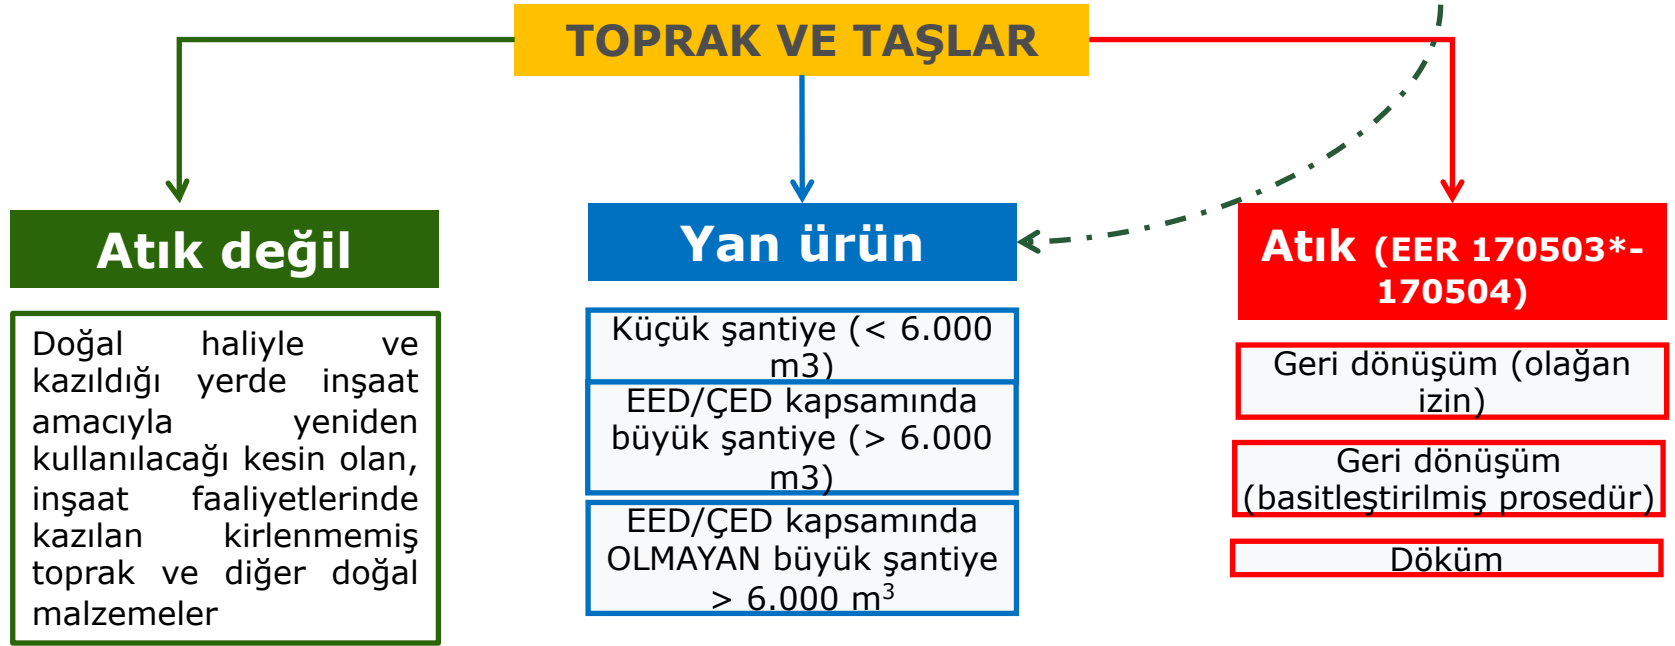 TOPRAK VE TAŞLAR
Atık değil
Doğal haliyle ve
kazıldığı yerde inşaat
amacıyla yeniden
kullanılacağı kesin olan,
inşaat faaliyetlerinde
kazılan kirlenmemiş
toprak ve diğer doğal
malzemeler
Yan ürün
Küçük şantiye (< 6.000
m3)
EED/ÇED kapsamında
büyük şantiye (> 6.000
m3)
EED/ÇED kapsamında
OLMAYAN büyük şantiye
> 6.000 m³
Atık (EER 170503*-
170504)
Geri dönüşüm (olağan
izin)
Geri dönüşüm
(basitleştirilmiş prosedür)
Döküm